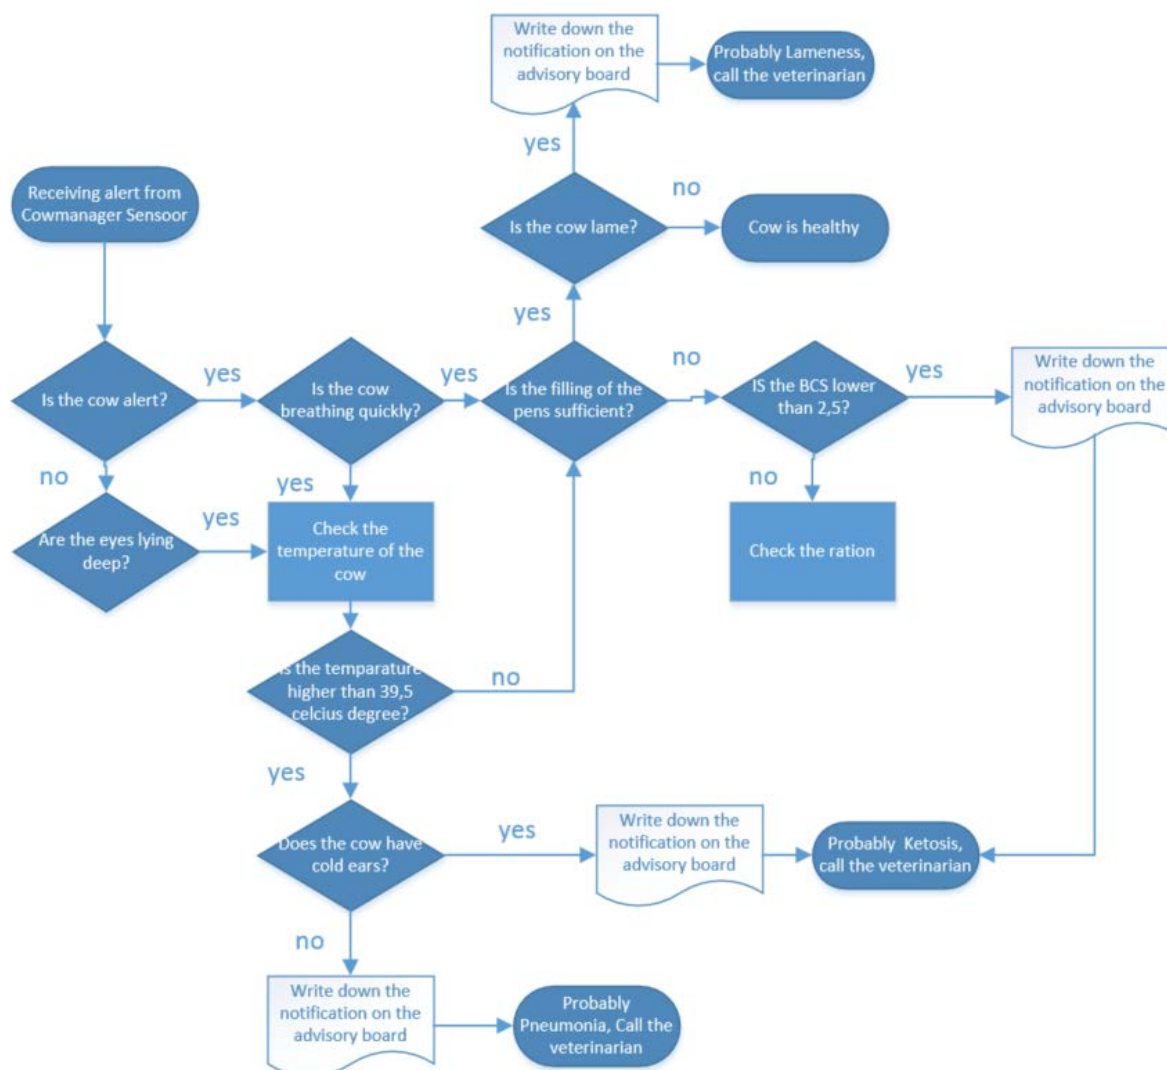 Write down the
notification on the
advisory board
Probably Lameness,
call the veterinarian
yes
Receiving alert from
Cowmanager Sensoor
Is the cow lame?
no
Cow is healthy
yes
Is the cow alert?
yes
Is the cow
breathing quickly?
yes
Is the filling of the
pens sufficient?
no
IS the BCS lower
than 2,5?
yes
Write down the
notification on the
advisory board
no
yes
no
Are the eyes lying
deep?
yes
Check the
temperature of the
cow
Check the ration
Is the temparature
higher than 39,5
celcius degree?
no
yes
Does the cow have
cold ears?
yes
Write down the
notification on the
advisory board
Probably Ketosis,
call the veterinarian
no
Write down the
notification on the
advisory board
Probably
Pneumonia, Call the
veterinarian